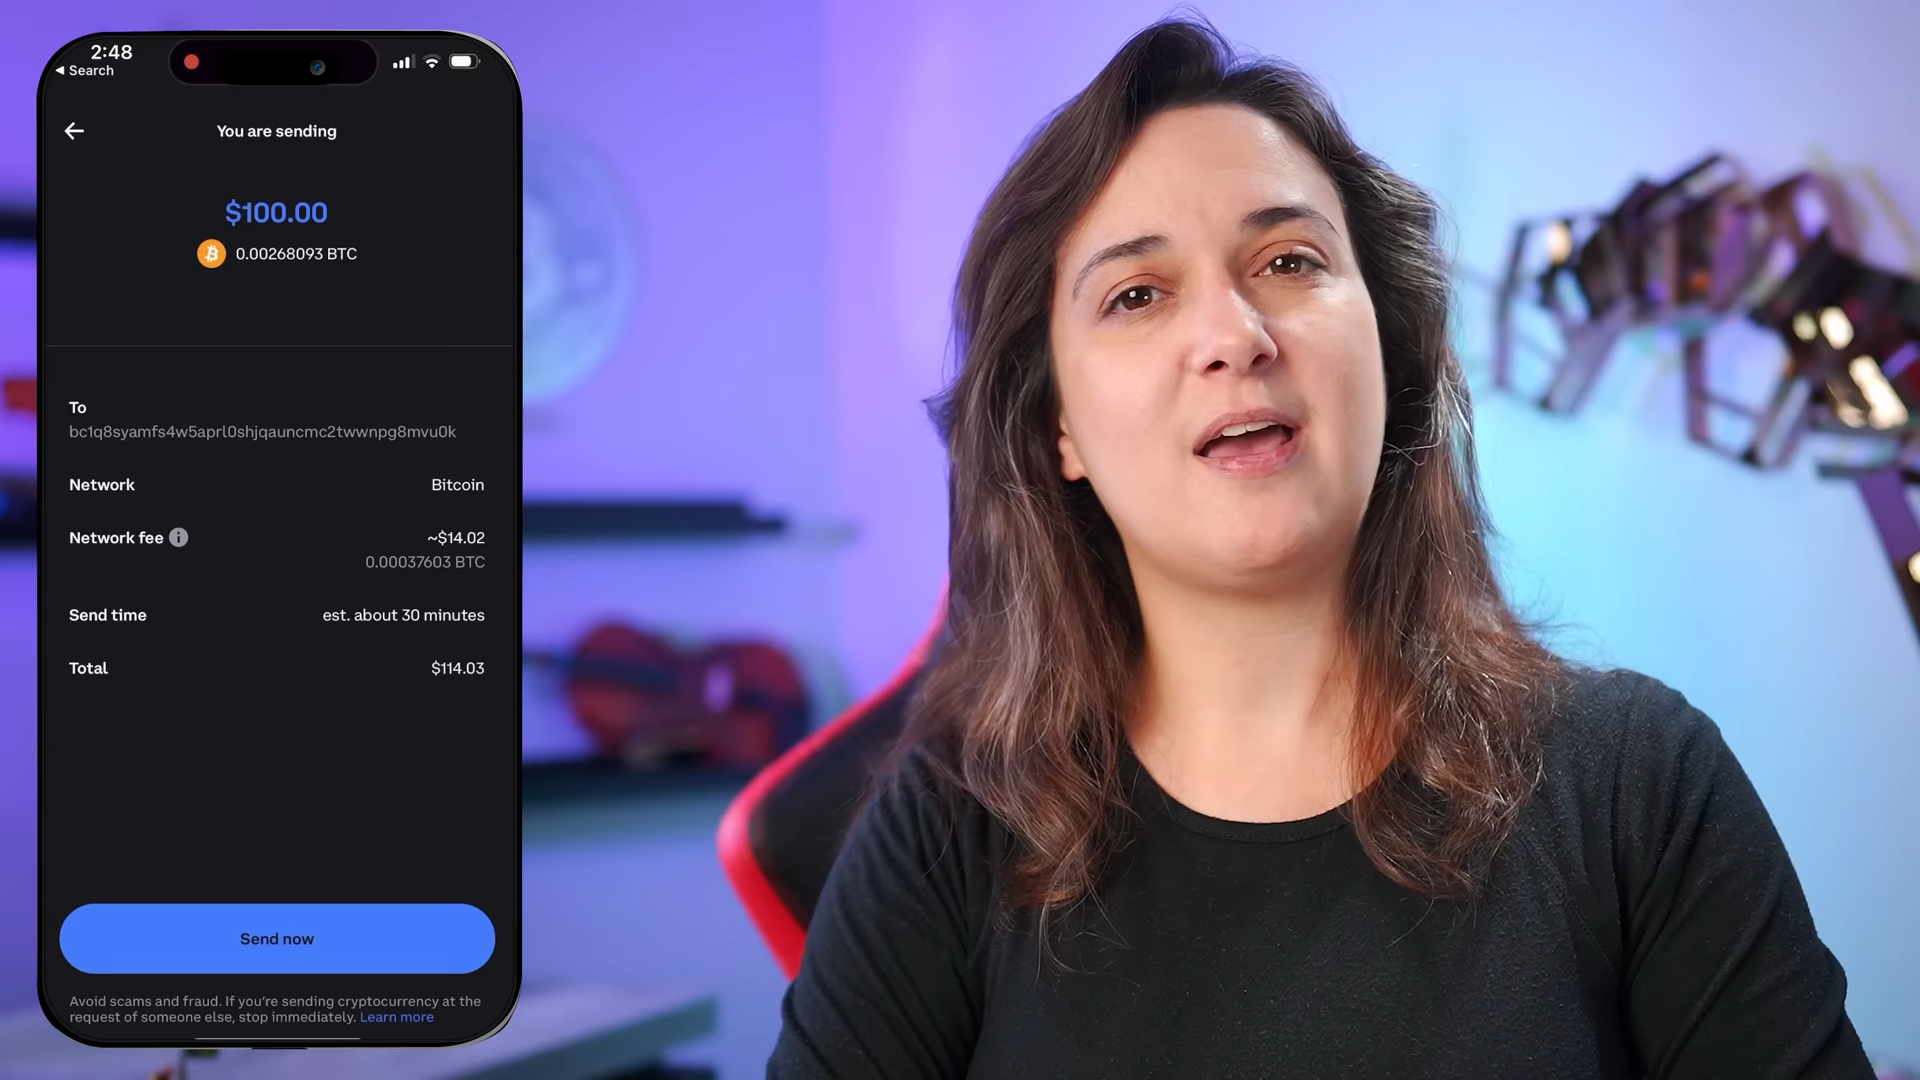 2:48
◀ Search
You are sending
$100.00
0.00268093 BTC
To
bc1q8syamfs4w5aprl0shjqauncmc2twwnpg8mvu0k
Network Bitcoin
Network fee ~$14.02
0.00037603 BTC
Send time est. about 30 minutes
Total $114.03
Send now
Avoid scams and fraud. If you're sending cryptocurrency at the
request of someone else, stop immediately. Learn more